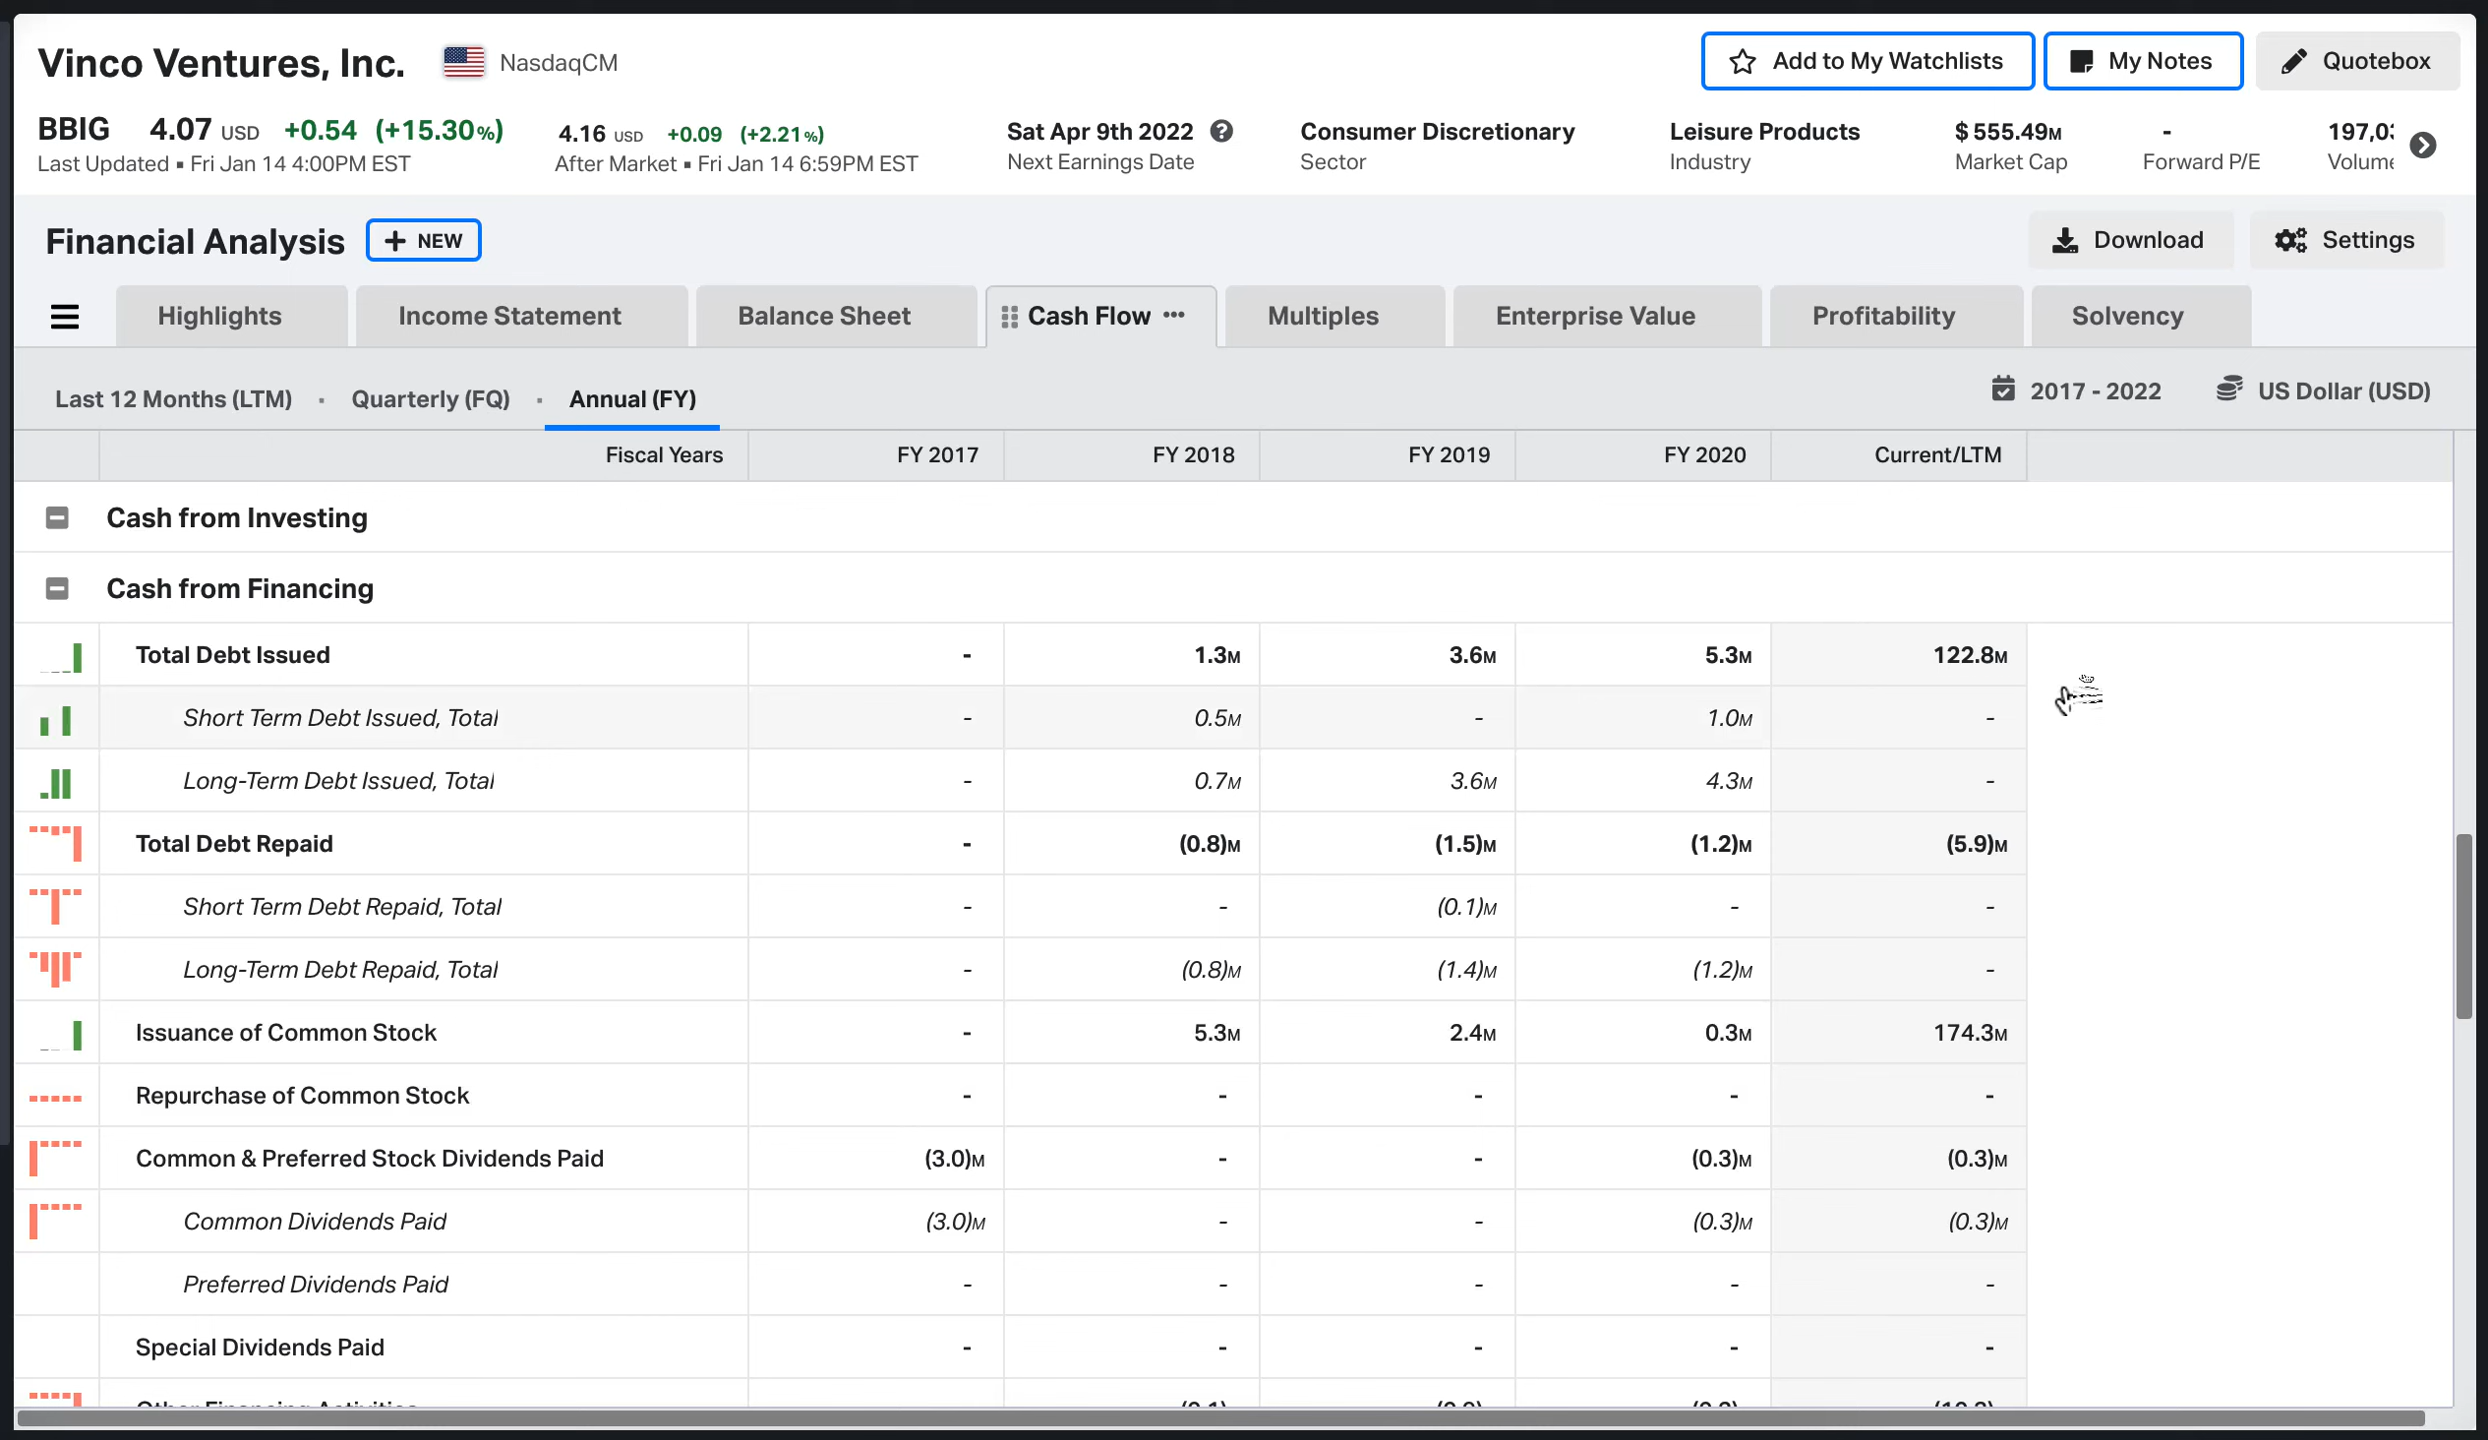 Vinco Ventures, Inc. NasdaqCM
Add to My Watchlists My Notes Quotebox
BBIG 4.07 USD +0.54 (+15.30%) 4.16 USD +0.09 (+2.21%) Sat Apr 9th 2022 ? Consumer Discretionary Leisure Products $555.49M - 
Last Updated ▪ Fri Jan 14 4:00PM EST After Market ▪ Fri Jan 14 6:59PM EST Next Earnings Date Sector Industry Market Cap Forward P/E
Financial Analysis + NEW Download Settings
Highlights Income Statement Balance Sheet Cash Flow ••• Multiples Enterprise Value Profitability Solvency
Last 12 Months (LTM) · Quarterly (FQ) · Annual (FY) 2017 - 2022 US Dollar (USD)
Fiscal Years FY 2017 FY 2018 FY 2019 FY 2020 Current/LTM
Cash from Investing
Cash from Financing
Total Debt Issued - 1.3M 3.6M 5.3M 122.8M
Short Term Debt Issued, Total - 0.5M - 1.0M -
Long-Term Debt Issued, Total - 0.7M 3.6M 4.3M -
Total Debt Repaid - (0.8)M (1.5)M (1.2)M (5.9)M
Short Term Debt Repaid, Total - - (0.1)M - -
Long-Term Debt Repaid, Total - (0.8)M (1.4)M (1.2)M -
Issuance of Common Stock - 5.3M 2.4M 0.3M 174.3M
Repurchase of Common Stock - - - - -
Common & Preferred Stock Dividends Paid (3.0)M - - (0.3)M (0.3)M
Common Dividends Paid (3.0)M - - (0.3)M (0.3)M
Preferred Dividends Paid - - - - -
Special Dividends Paid - - - - -
Other Financing Activities